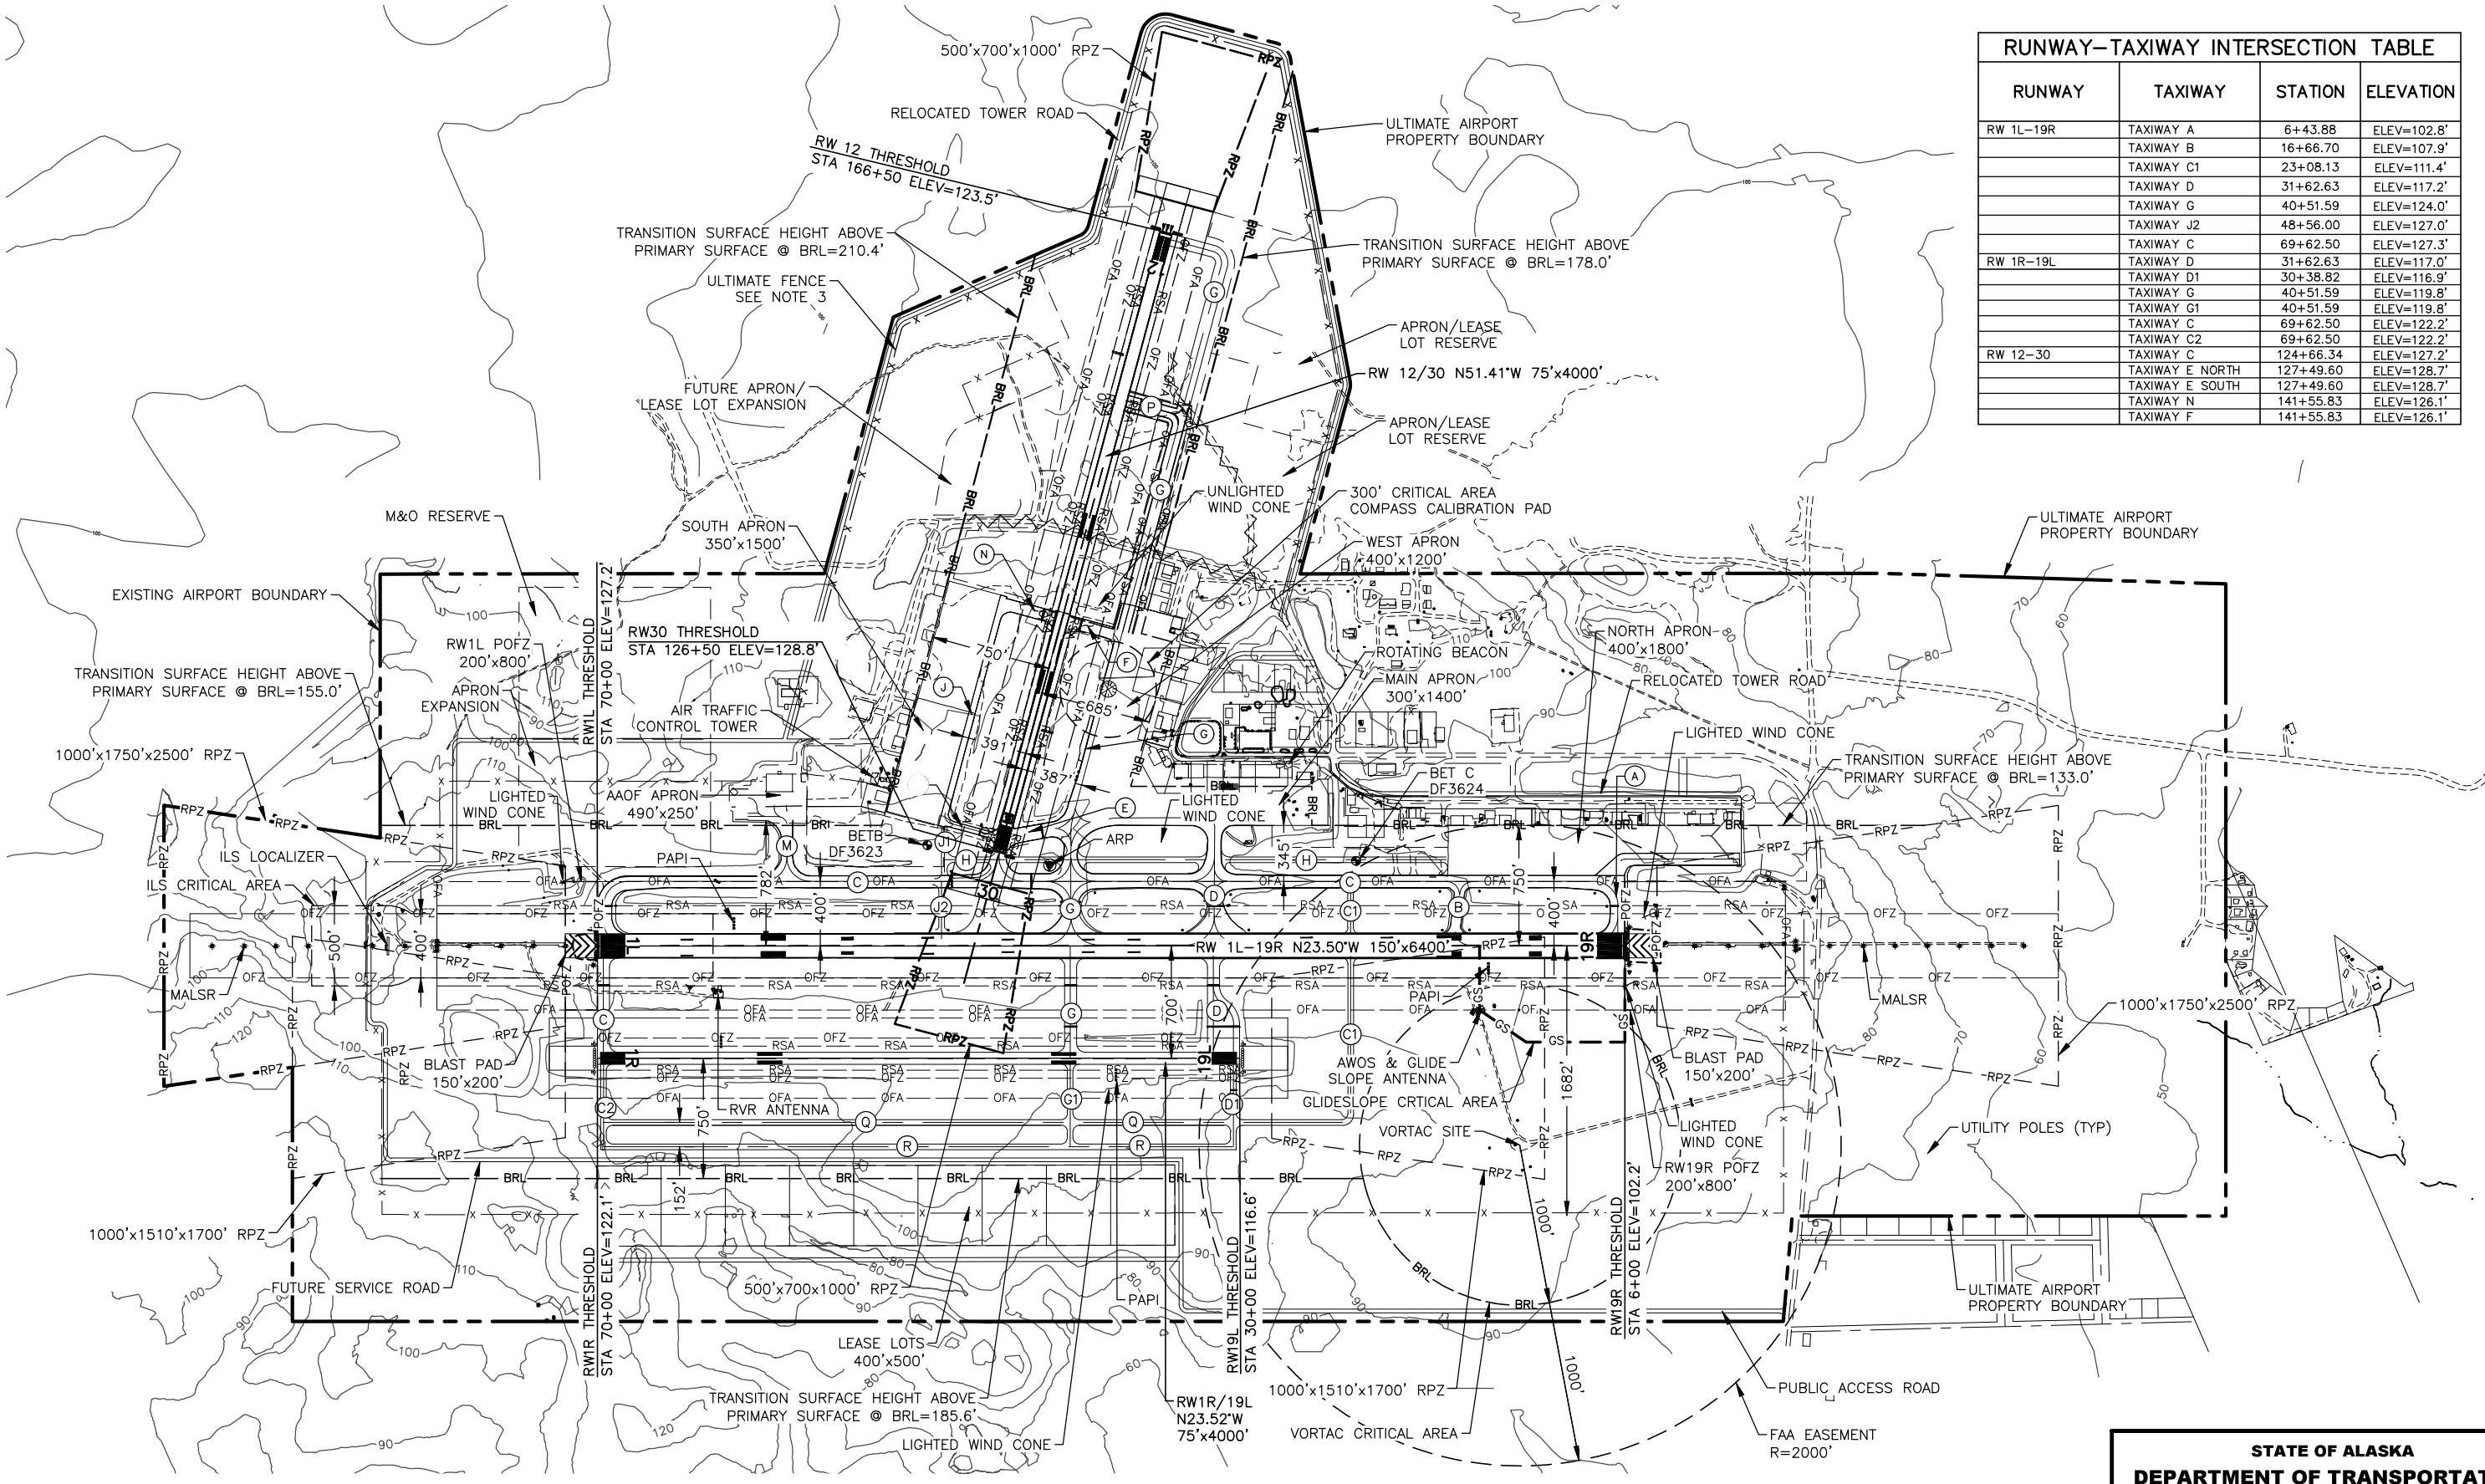 RUNWAY-TAXIWAY INTERSECTION TABLE
RUNWAY TAXIWAY STATION ELEVATION
RW 1L-19R TAXIWAY A 6+43.88 ELEV=102.8'
TAXIWAY B 16+66.70 ELEV=107.9'
TAXIWAY C1 23+08.13 ELEV=111.4'
TAXIWAY D 31+62.63 ELEV=117.2'
TAXIWAY G 40+51.59 ELEV=124.0'
TAXIWAY J2 48+56.00 ELEV=127.0'
TAXIWAY C 69+62.50 ELEV=127.3'
RW 1R-19L TAXIWAY D 31+62.63 ELEV=117.0'
TAXIWAY D1 30+38.82 ELEV=116.9'
TAXIWAY G 40+51.59 ELEV=119.8'
TAXIWAY G1 40+51.59 ELEV=119.8'
TAXIWAY C 69+62.50 ELEV=122.2'
TAXIWAY C2 69+62.50 ELEV=122.2'
RW 12-30 TAXIWAY C 124+66.34 ELEV=127.2'
TAXIWAY E NORTH 127+49.60 ELEV=128.7'
TAXIWAY E SOUTH 127+49.60 ELEV=128.7'
TAXIWAY N 141+55.83 ELEV=126.1'
TAXIWAY F 141+55.83 ELEV=126.1'
500'x700'x1000' RPZ
RELOCATED TOWER ROAD
RW 12 THRESHOLD
STA 166+50 ELEV=123.5'
ULTIMATE AIRPORT
PROPERTY BOUNDARY
TRANSITION SURFACE HEIGHT ABOVE
PRIMARY SURFACE @ BRL=210.4'
TRANSITION SURFACE HEIGHT ABOVE
PRIMARY SURFACE @ BRL=178.0'
ULTIMATE FENCE
SEE NOTE 3
APRON/LEASE
LOT RESERVE
RW 12/30 N51.41°W 75'x4000'
FUTURE APRON/
LEASE LOT EXPANSION
APRON/LEASE
LOT RESERVE
UNLIGHTED
WIND CONE
300' CRITICAL AREA
COMPASS CALIBRATION PAD
M&O RESERVE
SOUTH APRON
350'x1500'
WEST APRON
400'x1200'
ULTIMATE AIRPORT
PROPERTY BOUNDARY
EXISTING AIRPORT BOUNDARY
RW1L THRESHOLD
STA 70+00 ELEV=127.2'
RW1L POFZ
200'x800'
RW30 THRESHOLD
STA 126+50 ELEV=128.8'
NORTH APRON
400'x1800'
ROTATING BEACON
MAIN APRON
300'x1400'
RELOCATED TOWER ROAD
TRANSITION SURFACE HEIGHT ABOVE
PRIMARY SURFACE @ BRL=155.0'
APRON
EXPANSION
AIR TRAFFIC
CONTROL TOWER
750'
685'
391'
387'
LIGHTED WIND CONE
1000'x1750'x2500' RPZ
TRANSITION SURFACE HEIGHT ABOVE
PRIMARY SURFACE @ BRL=133.0'
LIGHTED
WIND CONE
AAOF APRON
490'x250'
BET C
DF3624
LIGHTED
WIND CONE
BETB
DF3623
ARP
ILS LOCALIZER
ILS CRITICAL AREA
PAPI
782'
400'
345'
750'
400'
500'
400'
30
1L
RW 1L-19R N23.50°W 150'x6400'
19R
MALSR
MALSR
PAPI
700'
1000'x1750'x2500' RPZ
BLAST PAD
150'x200'
1R
19L
AWOS & GLIDE
SLOPE ANTENNA
GLIDESLOPE CRTICAL AREA
BLAST PAD
150'x200'
1682'
RVR ANTENNA
750'
152'
VORTAC SITE
LIGHTED
WIND CONE
UTILITY POLES (TYP)
RW19R POFZ
200'x800'
1000'
1000'x1510'x1700' RPZ
FUTURE SERVICE ROAD
RW1R THRESHOLD
STA 70+00 ELEV=122.1'
500'x700x1000' RPZ
PAPI
RW19L THRESHOLD
STA 30+00 ELEV=116.6'
RW19R THRESHOLD
STA 6+00 ELEV=102.2'
ULTIMATE AIRPORT
PROPERTY BOUNDARY
LEASE LOTS
400'x500'
TRANSITION SURFACE HEIGHT ABOVE
PRIMARY SURFACE @ BRL=185.6'
LIGHTED WIND CONE
RW1R/19L
N23.52°W
75'x4000'
1000'x1510'x1700' RPZ
1000'
VORTAC CRITICAL AREA
PUBLIC ACCESS ROAD
FAA EASEMENT
R=2000'
STATE OF ALASKA